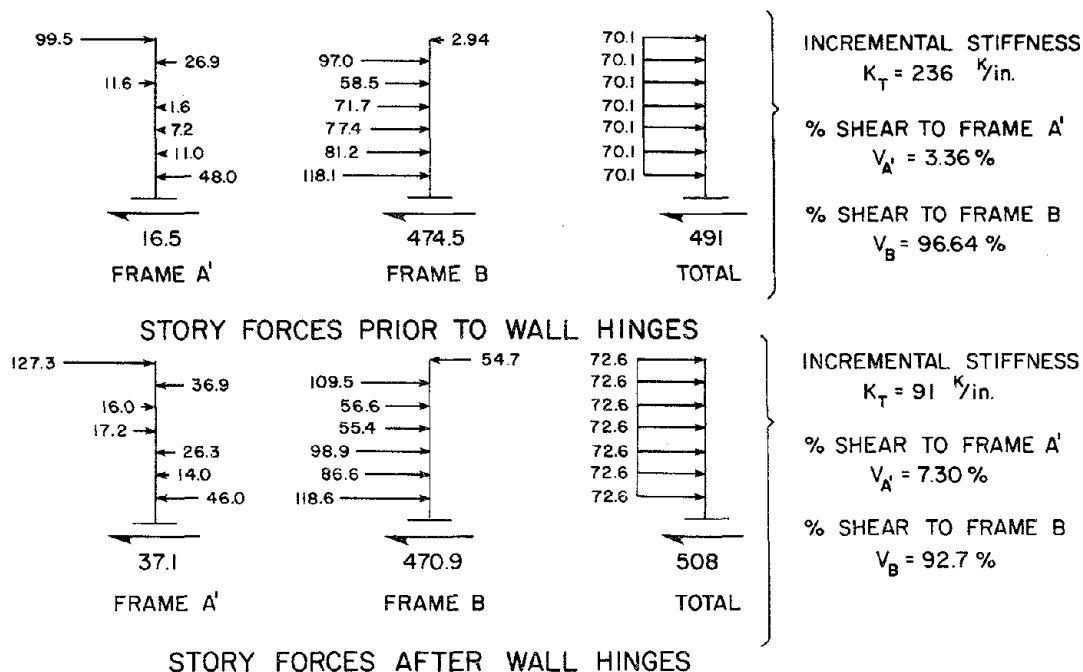 99.5
26.9
11.6
1.6
7.2
11.0
48.0
16.5
FRAME A'
2.94
97.0
58.5
71.7
77.4
81.2
118.1
474.5
FRAME B
70.1
70.1
70.1
70.1
70.1
70.1
70.1
491
TOTAL
INCREMENTAL STIFFNESS
K_T = 236 K/in.
% SHEAR TO FRAME A'
V_A' = 3.36 %
% SHEAR TO FRAME B
V_B = 96.64 %
STORY FORCES PRIOR TO WALL HINGES
127.3
36.9
16.0
17.2
26.3
14.0
46.0
37.1
FRAME A'
54.7
109.5
56.6
55.4
98.9
86.6
118.6
470.9
FRAME B
72.6
72.6
72.6
72.6
72.6
72.6
72.6
508
TOTAL
INCREMENTAL STIFFNESS
K_T = 91 K/in.
% SHEAR TO FRAME A'
V_A' = 7.30 %
% SHEAR TO FRAME B
V_B = 92.7 %
STORY FORCES AFTER WALL HINGES